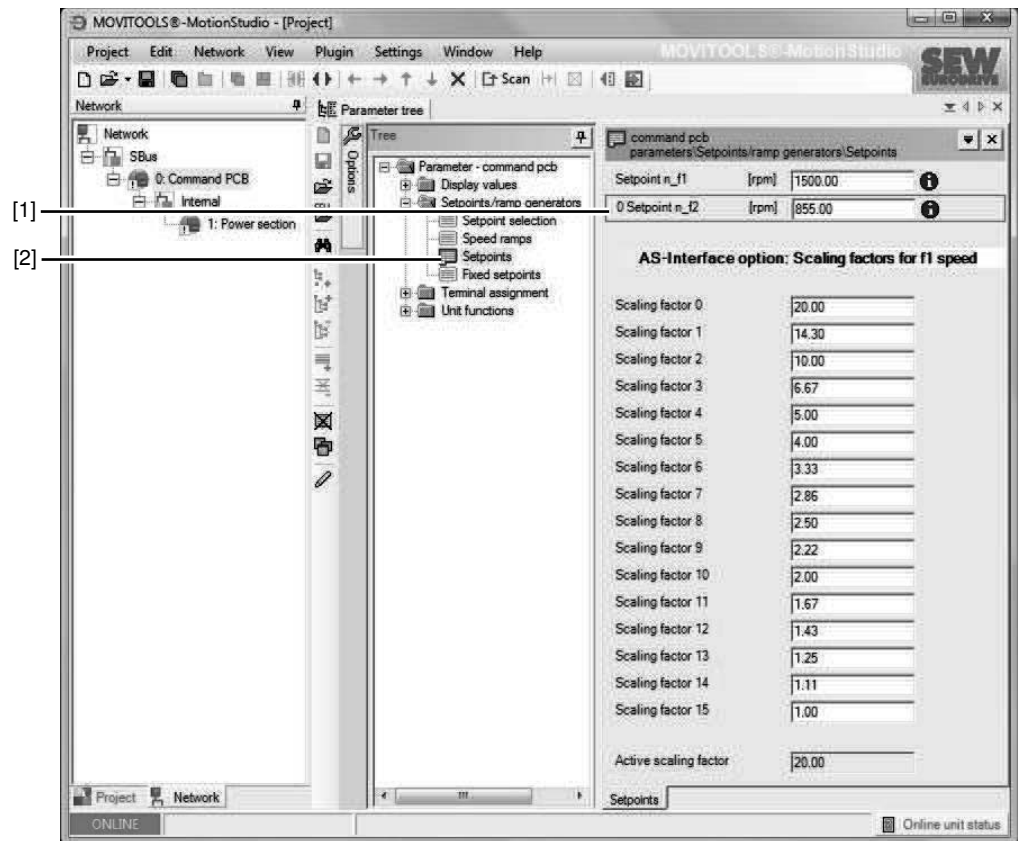 MOVITOOLS®-MotionStudio - [Project]
Project Edit Network View Plugin Settings Window Help
MOVITOOLS®-MotionStudio
SEW
EURODRIVE
Scan
Network
Parameter tree
Network
SBus
0: Command PCB
Internal
1: Power section
Options
Tree
Parameter - command pcb
Display values
Setpoints/ramp generators
Setpoint selection
Speed ramps
Setpoints
Fixed setpoints
Terminal assignment
Unit functions
[1]
[2]
command pcb
parameters\Setpoints/ramp generators\Setpoints
Setpoint n_f1 [rpm] 1500.00
0 Setpoint n_f2 [rpm] 855.00
AS-Interface option: Scaling factors for f1 speed
Scaling factor 0 20.00
Scaling factor 1 14.30
Scaling factor 2 10.00
Scaling factor 3 6.67
Scaling factor 4 5.00
Scaling factor 5 4.00
Scaling factor 6 3.33
Scaling factor 7 2.86
Scaling factor 8 2.50
Scaling factor 9 2.22
Scaling factor 10 2.00
Scaling factor 11 1.67
Scaling factor 12 1.43
Scaling factor 13 1.25
Scaling factor 14 1.11
Scaling factor 15 1.00
Active scaling factor 20.00
Project Network
Setpoints
ONLINE
Online unit status